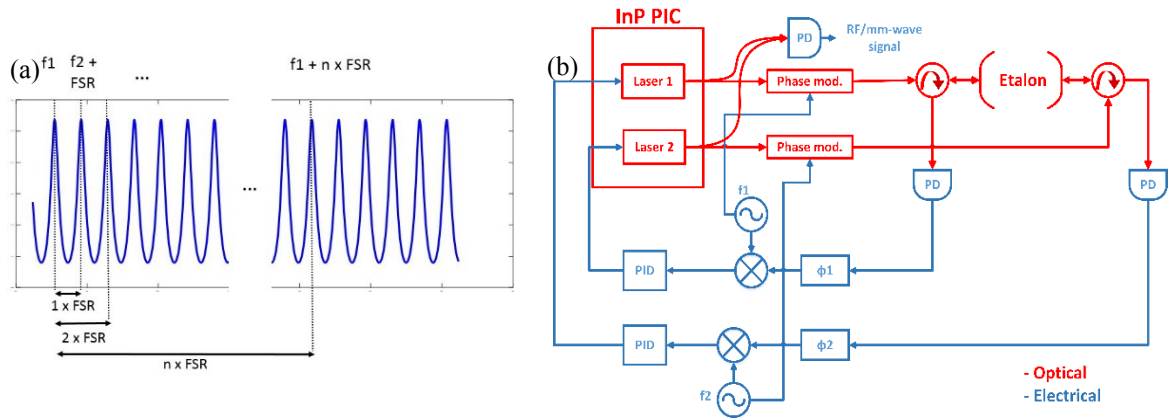 (a)
f1
f2 +
FSR
...
f1 + n x FSR
...
1 x FSR
2 x FSR
n x FSR
(b)
InP PIC
PD
RF/mm-wave
signal
Laser 1
Phase mod.
Etalon
Laser 2
Phase mod.
f1
PD
PD
PID
ϕ1
PID
ϕ2
f2
- Optical
- Electrical